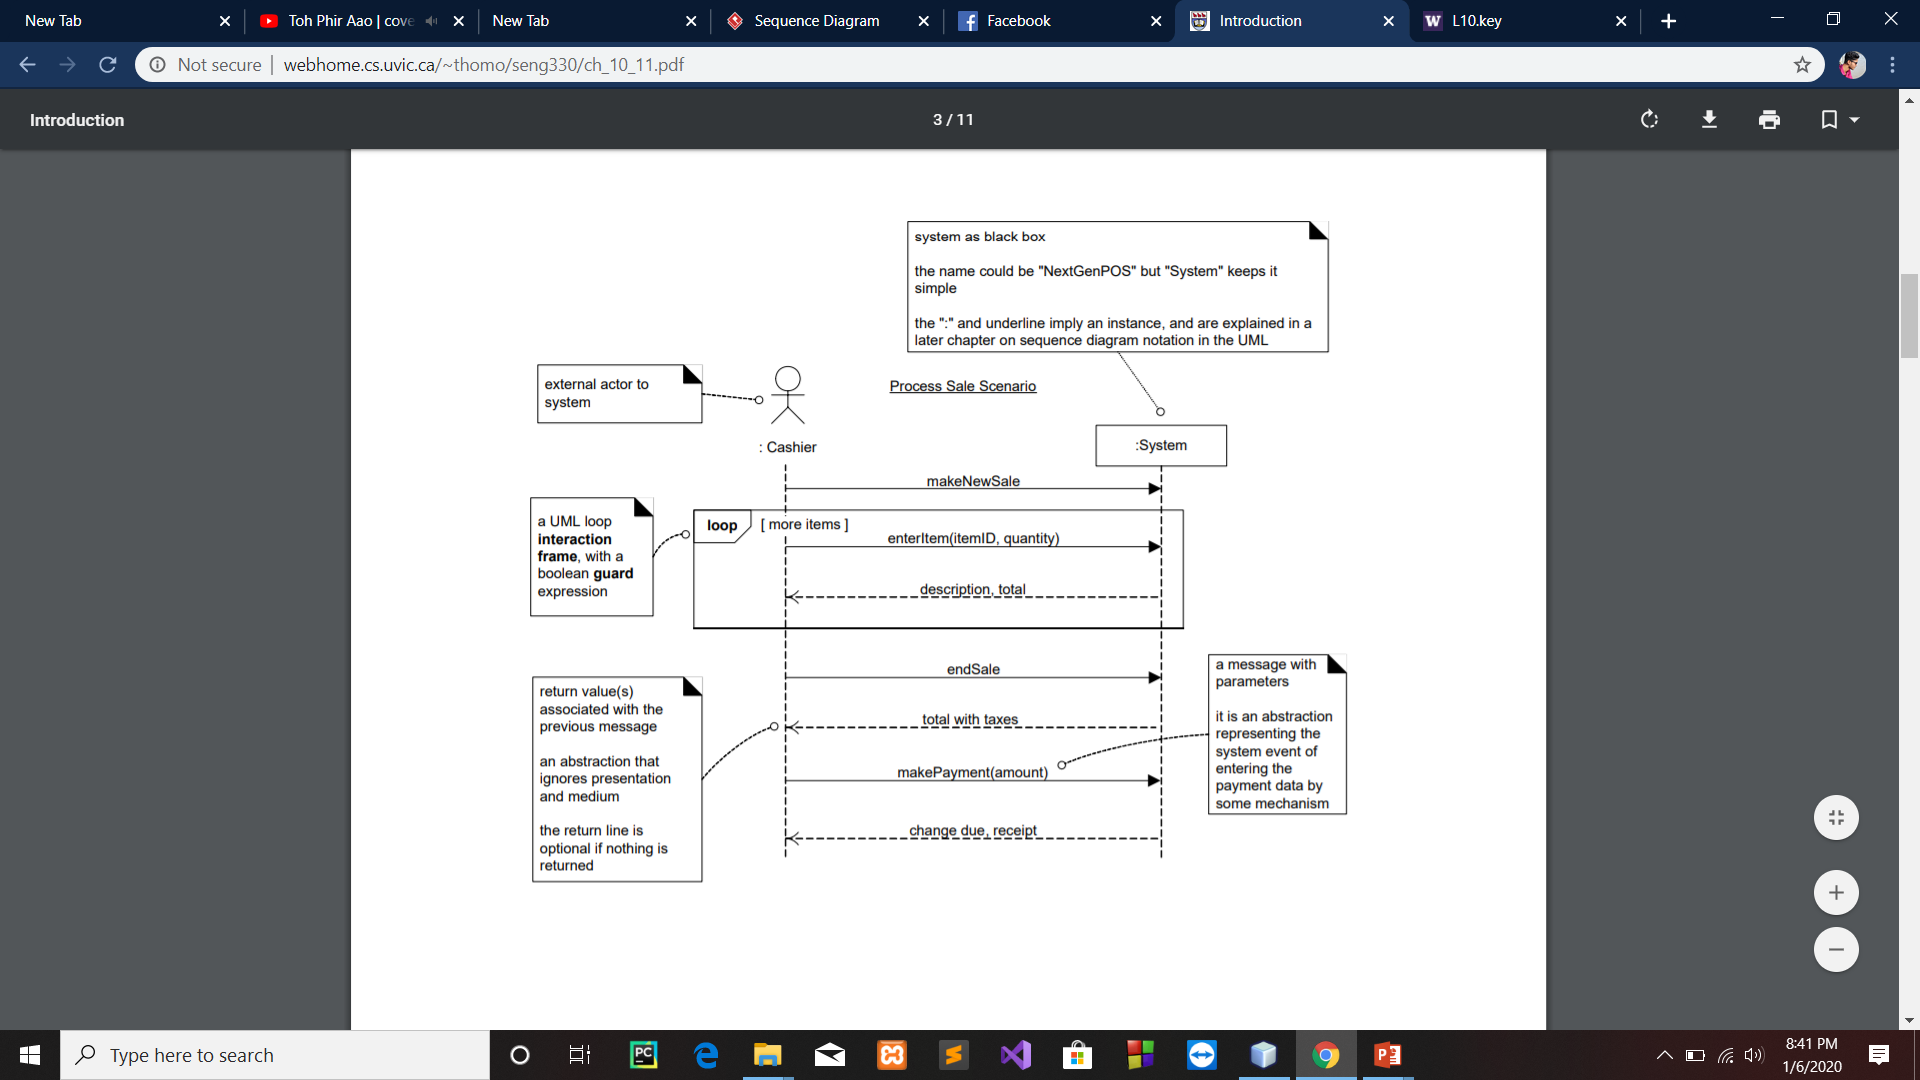 New Tab
Toh Phir Aao | cove
New Tab
Sequence Diagram
Facebook
Introduction
W L10.key
Not secure | webhome.cs.uvic.ca/~thomo/seng330/ch_10_11.pdf
Introduction
3 / 11
system as black box
the name could be "NextGenPOS" but "System" keeps it
simple
the ":" and underline imply an instance, and are explained in a
later chapter on sequence diagram notation in the UML
external actor to
system
Process Sale Scenario
: Cashier
:System
makeNewSale
a UML loop
interaction
frame, with a
boolean guard
expression
loop
[ more items ]
enterItem(itemID, quantity)
description, total
endSale
a message with
parameters
it is an abstraction
representing the
system event of
entering the
payment data by
some mechanism
return value(s)
associated with the
previous message
an abstraction that
ignores presentation
and medium
the return line is
optional if nothing is
returned
total with taxes
makePayment(amount)
change due, receipt
Type here to search
PC
8:41 PM
1/6/2020